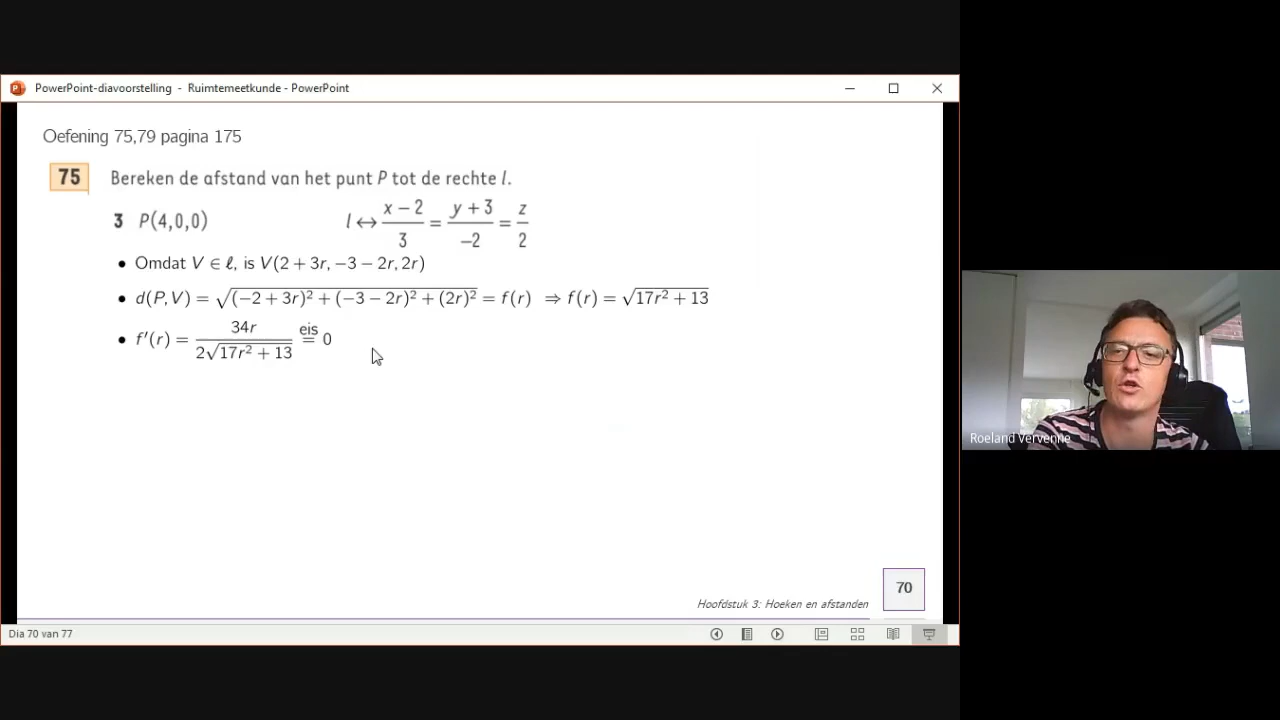 PowerPoint-diavoorstelling - Ruimtemeetkunde - PowerPoint
Oefening 75,79 pagina 175
75 Bereken de afstand van het punt P tot de rechte l.
3 P(4,0,0) l ↔ (x − 2)/3 = (y + 3)/−2 = z/2
• Omdat V ∈ ℓ, is V(2 + 3r, −3 − 2r, 2r)
• d(P, V) = √((−2 + 3r)² + (−3 − 2r)² + (2r)²) = f(r) ⇒ f(r) = √(17r² + 13)
• f′(r) = 34r/(2√(17r² + 13)) eis = 0
Roeland Vervenne
70
Hoofdstuk 3: Hoeken en afstanden
Dia 70 van 77